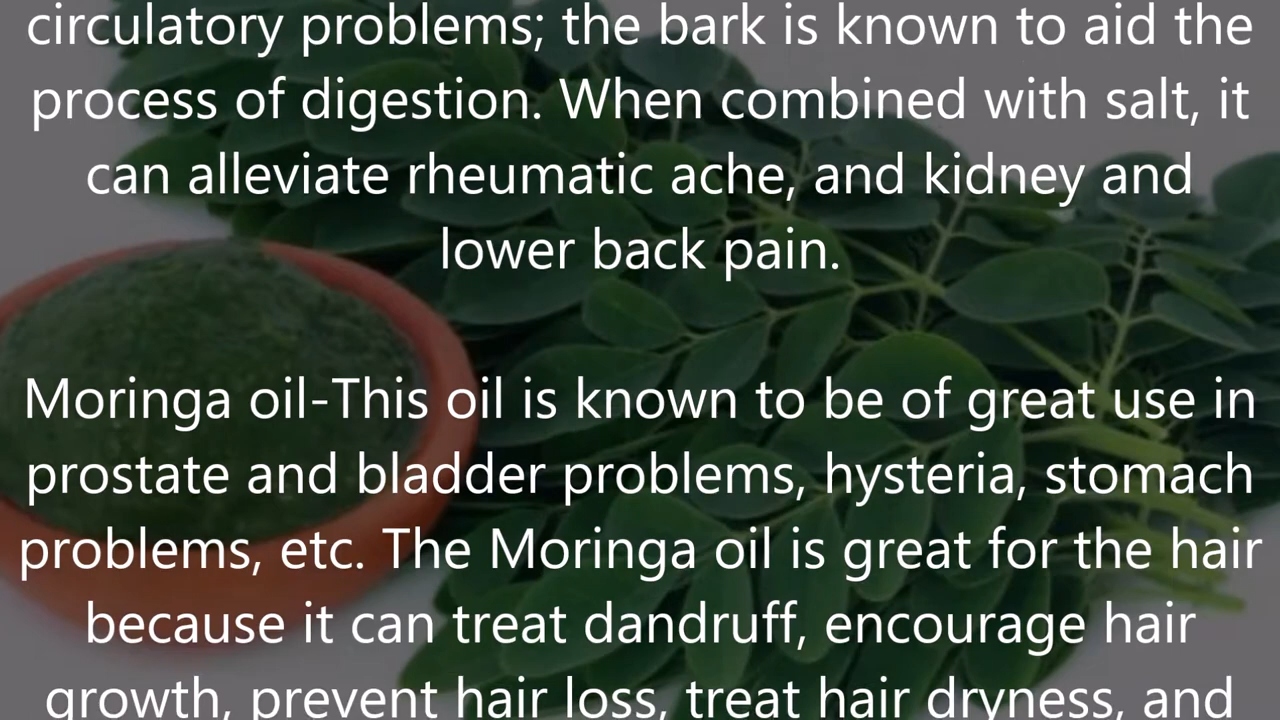 circulatory problems; the bark is known to aid the
process of digestion. When combined with salt, it
can alleviate rheumatic ache, and kidney and
lower back pain.
Moringa oil-This oil is known to be of great use in
prostate and bladder problems, hysteria, stomach
problems, etc. The Moringa oil is great for the hair
because it can treat dandruff, encourage hair
growth, prevent hair loss, treat hair dryness, and